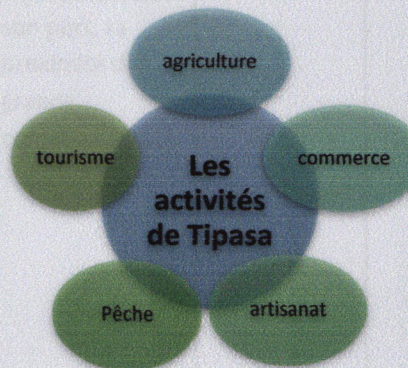 agriculture
tourisme
commerce
Les
activités
de Tipasa
Pêche
artisanat